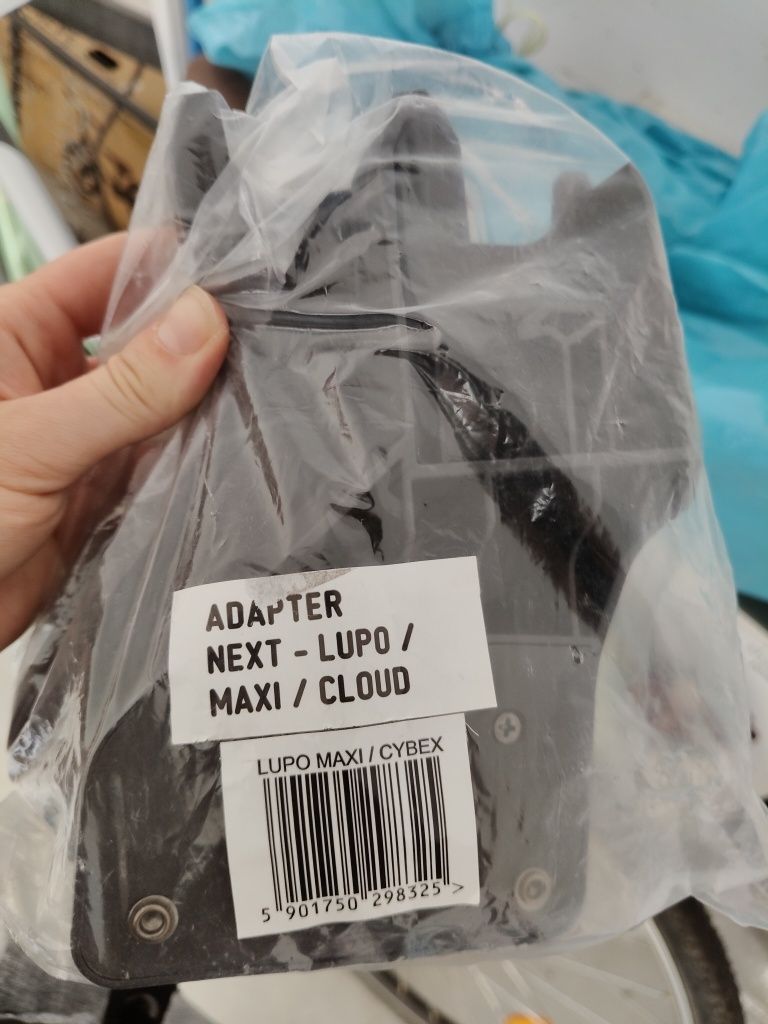 ADAPTER
NEXT - LUPO /
MAXI / CLOUD
LUPO MAXI / CYBEX
5 901750 298325 >